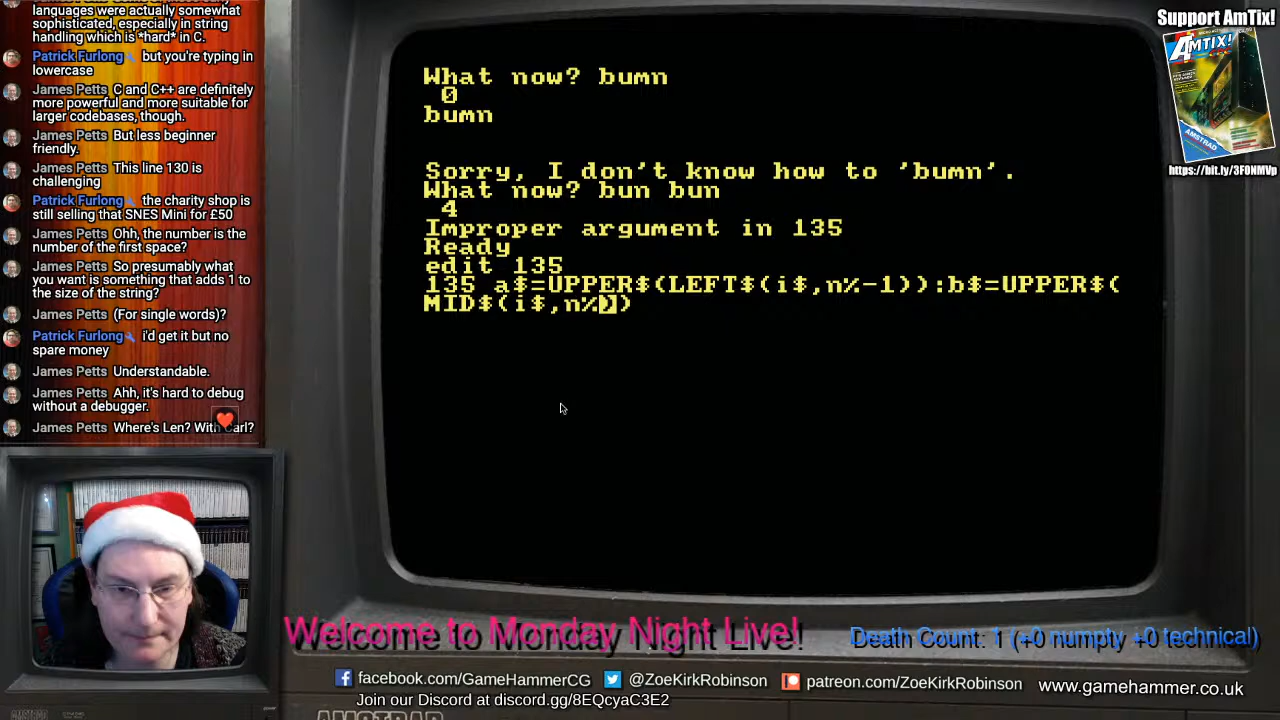 languages were actually somewhat
sophisticated, especially in string
handling which is *hard* in C.
Patrick Furlong but you're typing in
lowercase
James Petts C and C++ are definitely
more powerful and more suitable for
larger codebases, though.
James Petts But less beginner
friendly.
James Petts This line 130 is
challenging
Patrick Furlong the charity shop is
still selling that SNES Mini for £50
James Petts Ohh, the number is the
number of the first space?
James Petts So presumably what
you want is something that adds 1 to
the size of the string?
James Petts (For single words)?
Patrick Furlong i'd get it but no
spare money
James Petts Understandable.
James Petts Ahh, it's hard to debug
without a debugger.
James Petts Where's Len? With Carl?
What now? bumn
0
bumn
Sorry, I don't know how to 'bumn'.
What now? bun bun
4
Improper argument in 135
Ready
edit 135
135 a$=UPPER$(LEFT$(i$,n%-1)):b$=UPPER$(
MID$(i$,n%))
Support AmTix!
AMTIX!
AMSTRAD
https://bit.ly/3F0NMVp
Welcome to Monday Night Live!
Death Count: 1 (+0 numpty +0 technical)
facebook.com/GameHammerCG
@ZoeKirkRobinson
patreon.com/ZoeKirkRobinson
www.gamehammer.co.uk
Join our Discord at discord.gg/8EQcyaC3E2
AMSTRAD